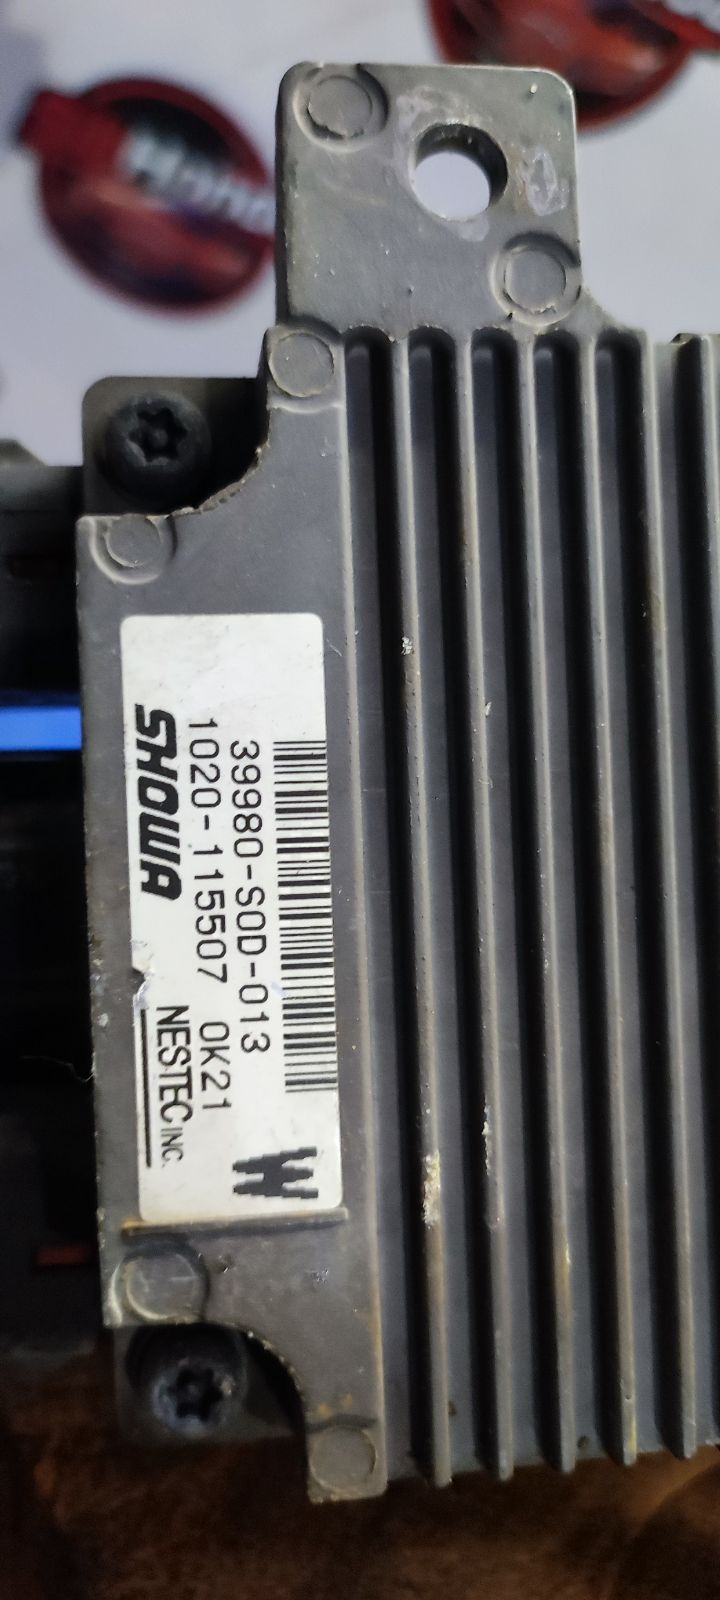 39980-S0D-013
1020-115507 0K21
SHOWA
NESTEC INC.
W